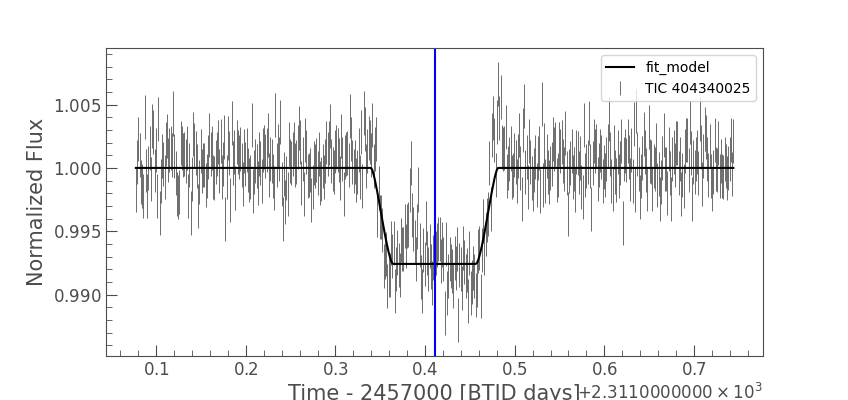 fit_model
TIC 404340025
1.005
1.000
0.995
0.990
Normalized Flux
0.1 0.2 0.3 0.4 0.5 0.6 0.7
Time - 2457000 [BTJD days]
+2.3110000000 × 10³